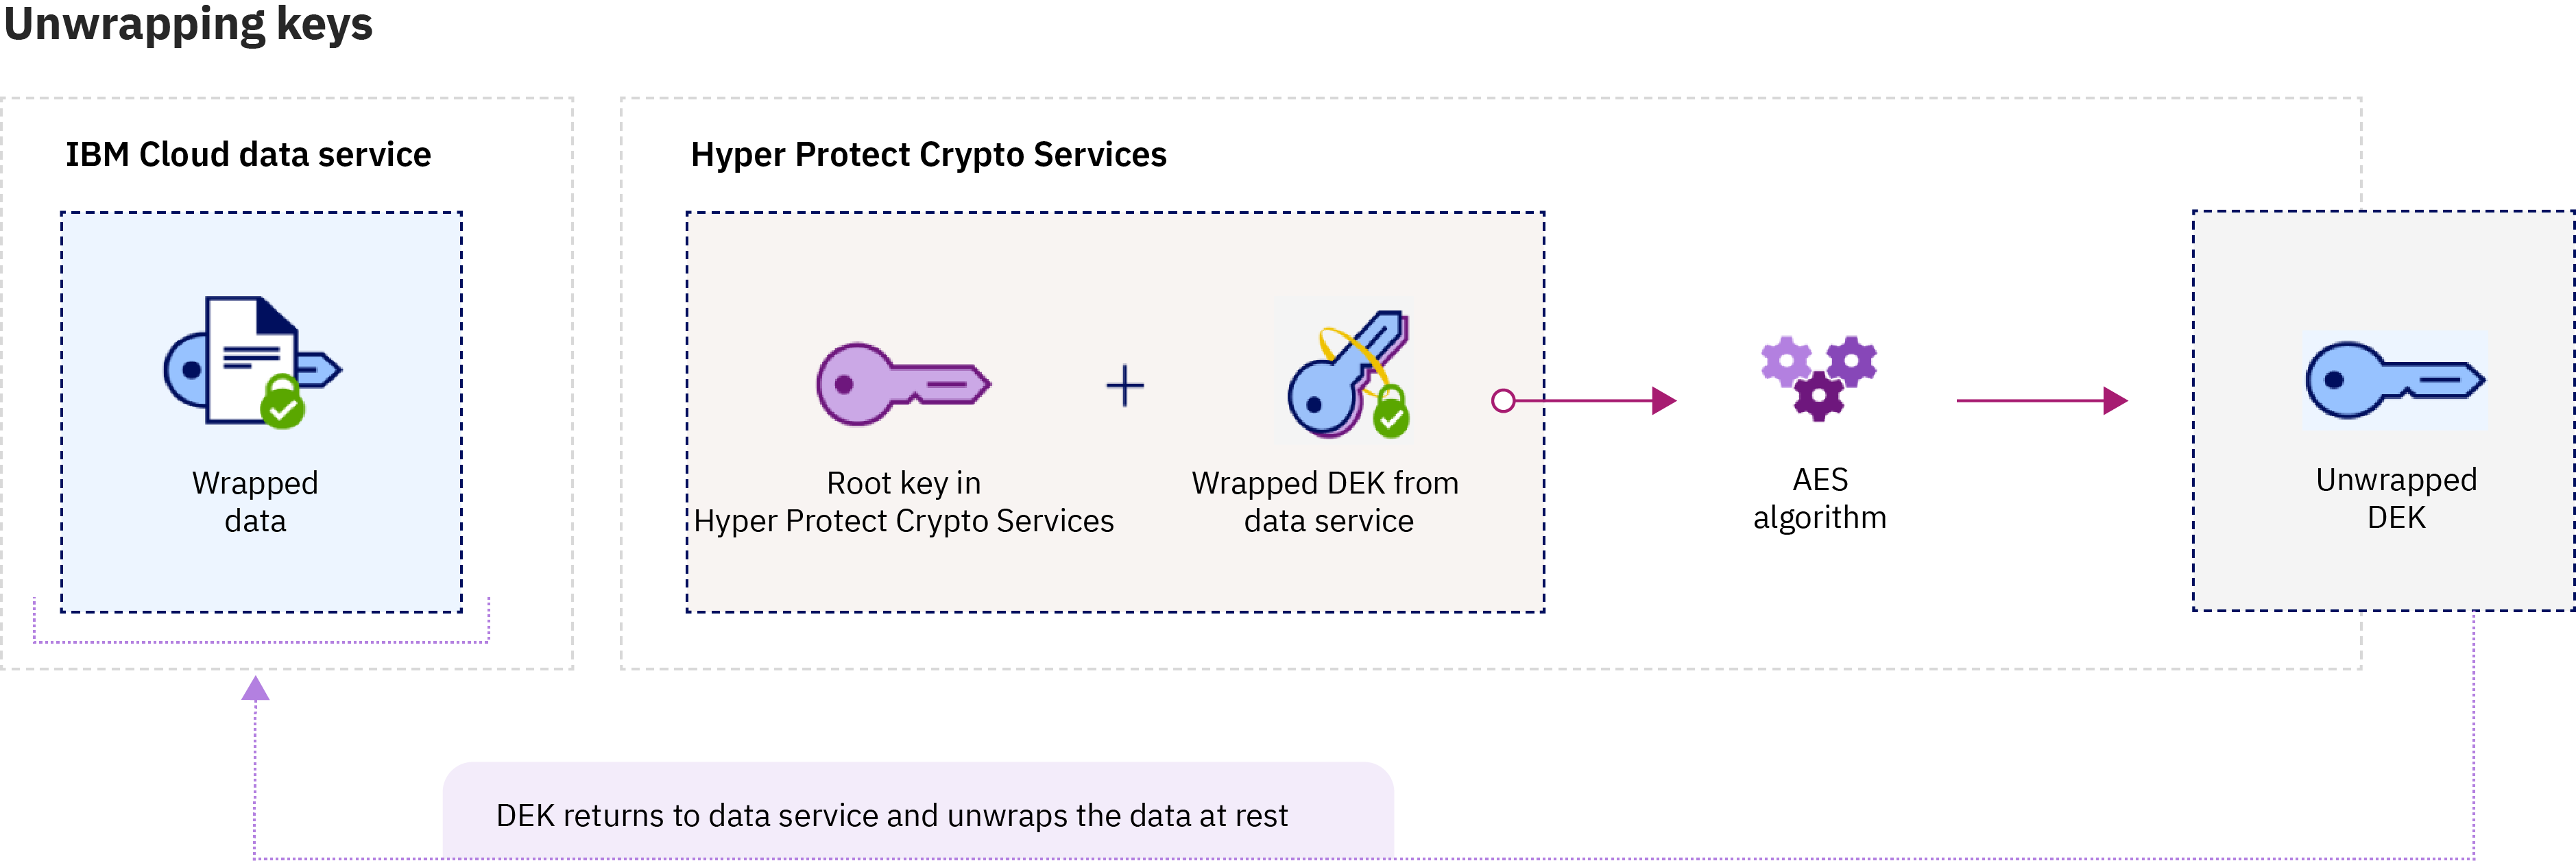 Unwrapping keys
IBM Cloud data service
Hyper Protect Crypto Services
Wrapped
data
Root key in
Hyper Protect Crypto Services
+
Wrapped DEK from
data service
AES
algorithm
Unwrapped
DEK
DEK returns to data service and unwraps the data at rest